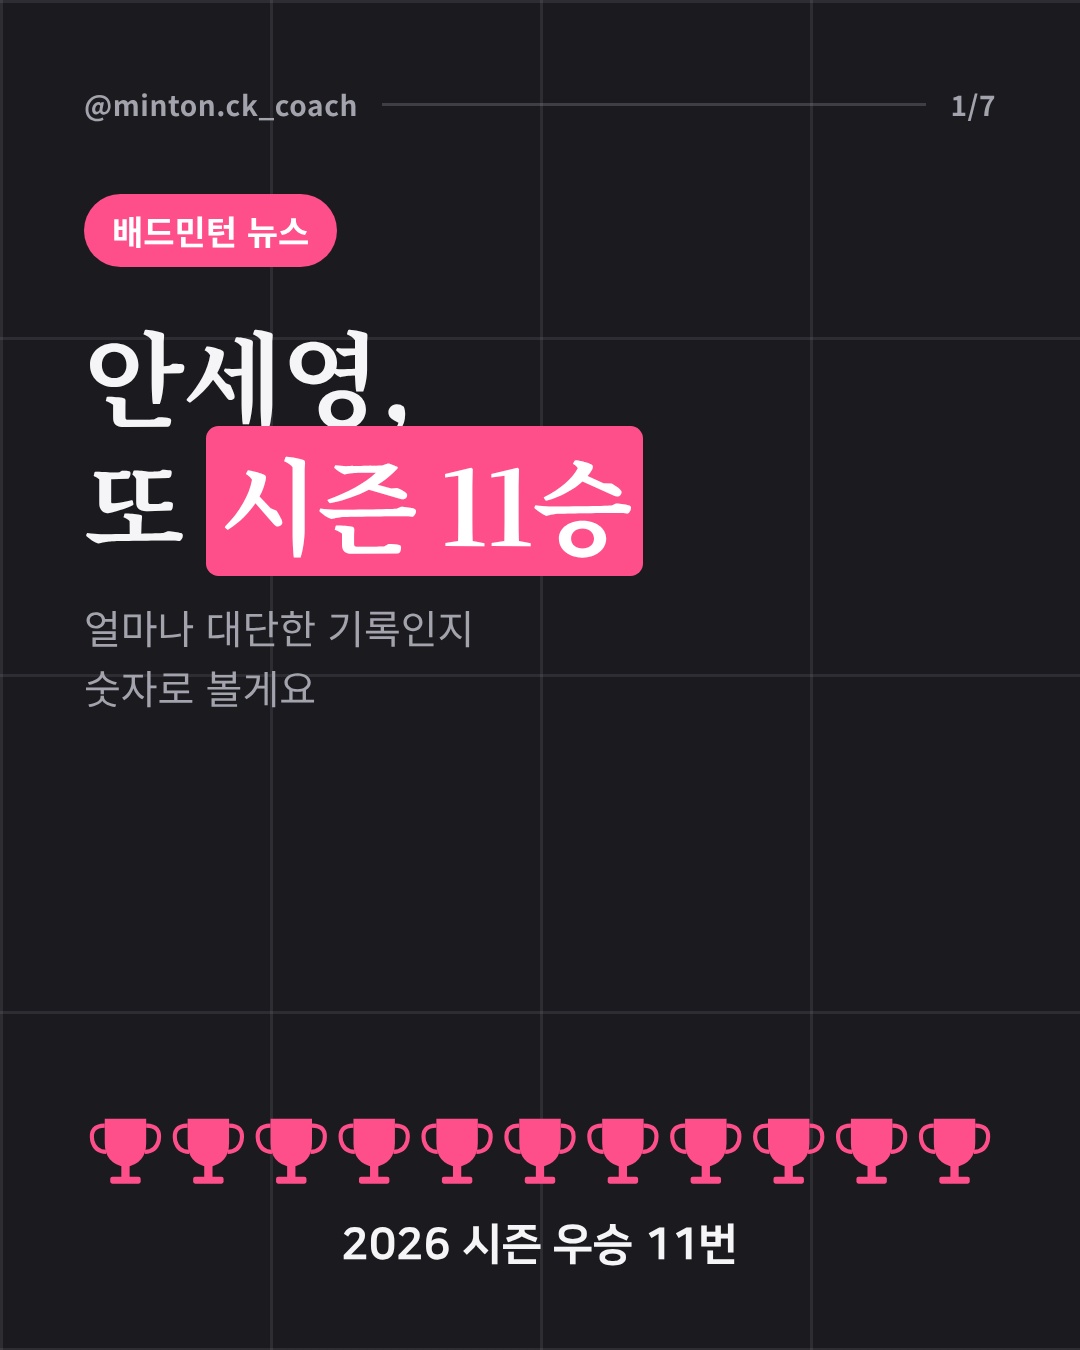 @minton.ck_coach 1/7
배드민턴 뉴스
안세영,
또 시즌 11승
얼마나 대단한 기록인지
숫자로 볼게요
2026 시즌 우승 11번